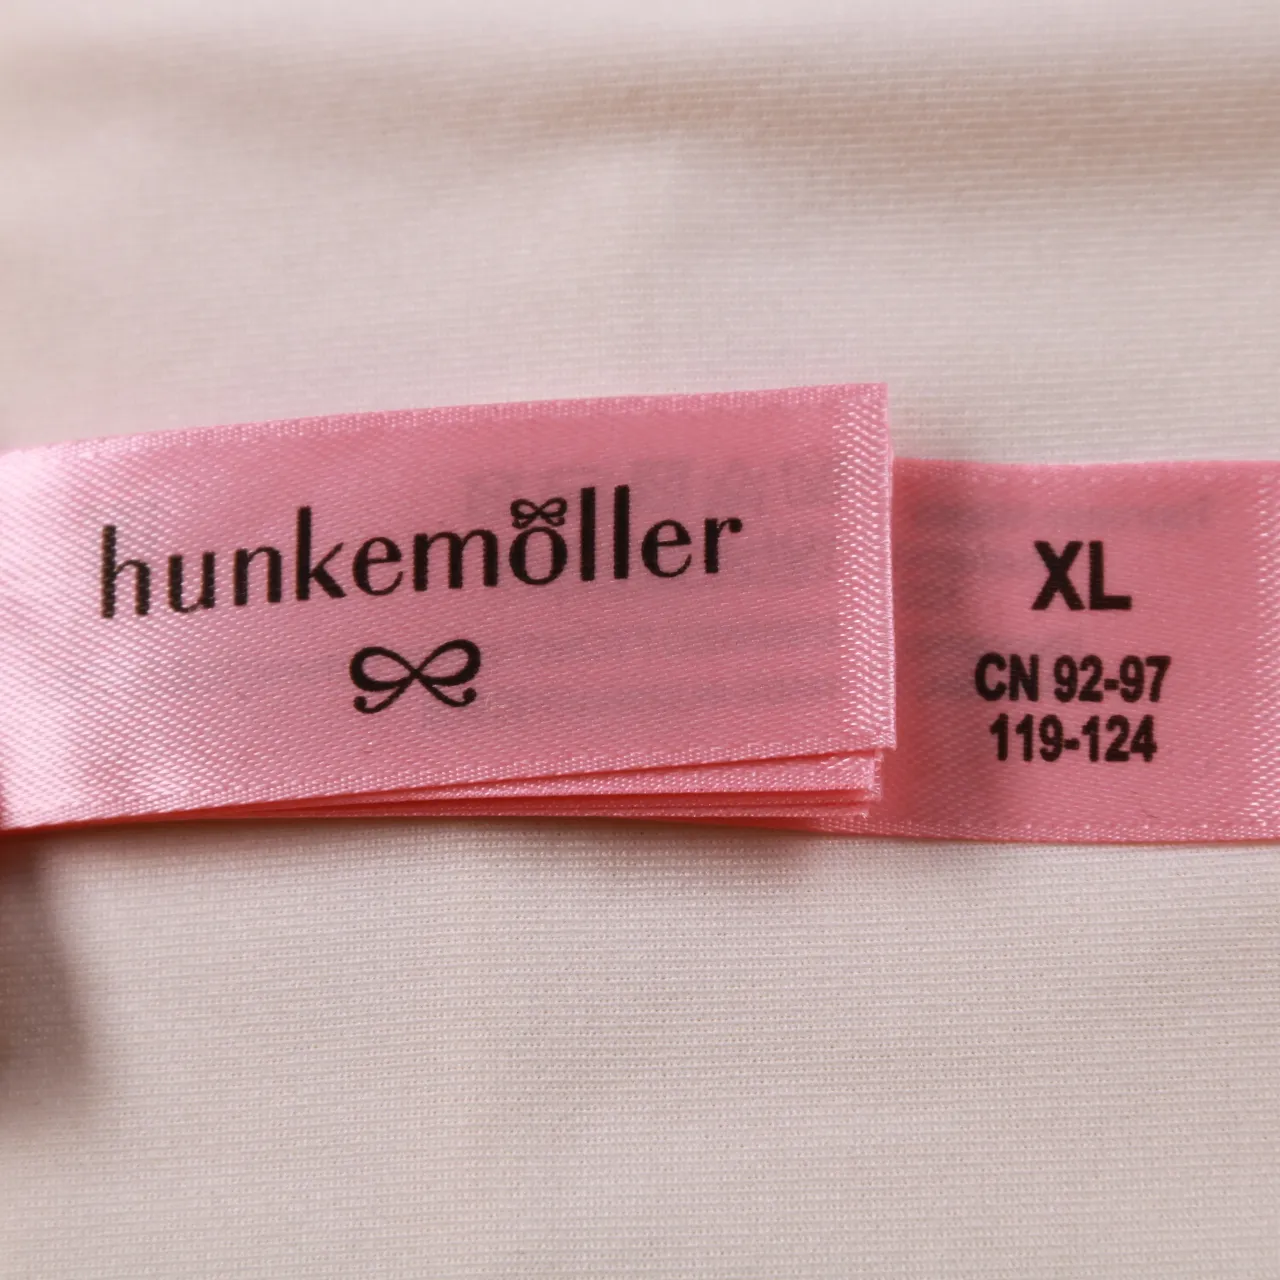 hunkemöller
XL
CN 92-97
119-124